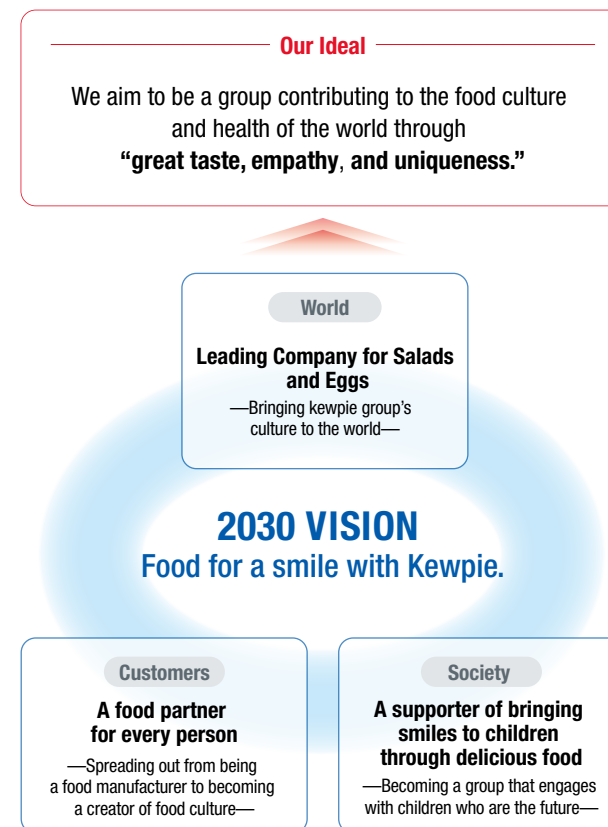 Our Ideal
We aim to be a group contributing to the food culture
and health of the world through
“great taste, empathy, and uniqueness.”
World
Leading Company for Salads
and Eggs
—Bringing kewpie group’s
culture to the world—
2030 VISION
Food for a smile with Kewpie.
Customers
A food partner
for every person
—Spreading out from being
a food manufacturer to becoming
a creator of food culture—
Society
A supporter of bringing
smiles to children
through delicious food
—Becoming a group that engages
with children who are the future—